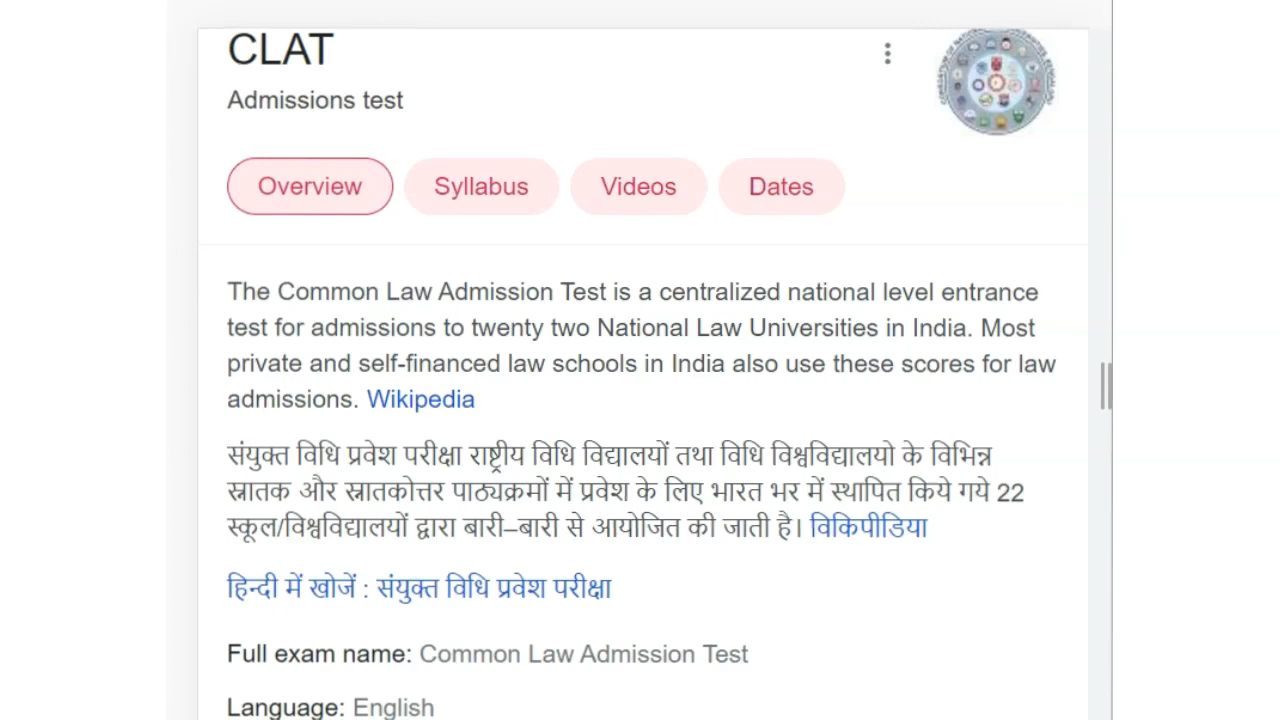 CLAT
Admissions test
Overview
Syllabus
Videos
Dates
The Common Law Admission Test is a centralized national level entrance
test for admissions to twenty two National Law Universities in India. Most
private and self-financed law schools in India also use these scores for law
admissions. Wikipedia
संयुक्त विधि प्रवेश परीक्षा राष्ट्रीय विधि विद्यालयों तथा विधि विश्वविद्यालयो के विभिन्न
स्नातक और स्नातकोत्तर पाठ्यक्रमों में प्रवेश के लिए भारत भर में स्थापित किये गये 22
स्कूल/विश्वविद्यालयों द्वारा बारी–बारी से आयोजित की जाती है। विकिपीडिया
हिन्दी में खोजें : संयुक्त विधि प्रवेश परीक्षा
Full exam name: Common Law Admission Test
Language: English